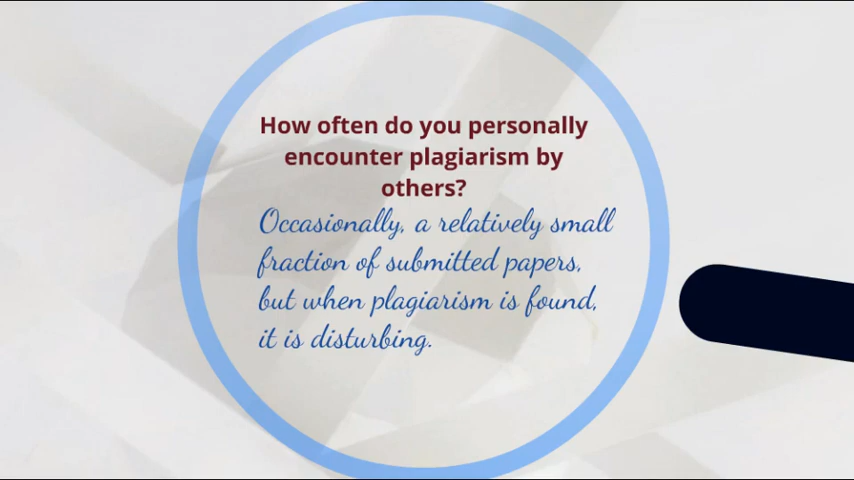 How often do you personally
encounter plagiarism by
others?
Occasionally, a relatively small
fraction of submitted papers,
but when plagiarism is found,
it is disturbing.